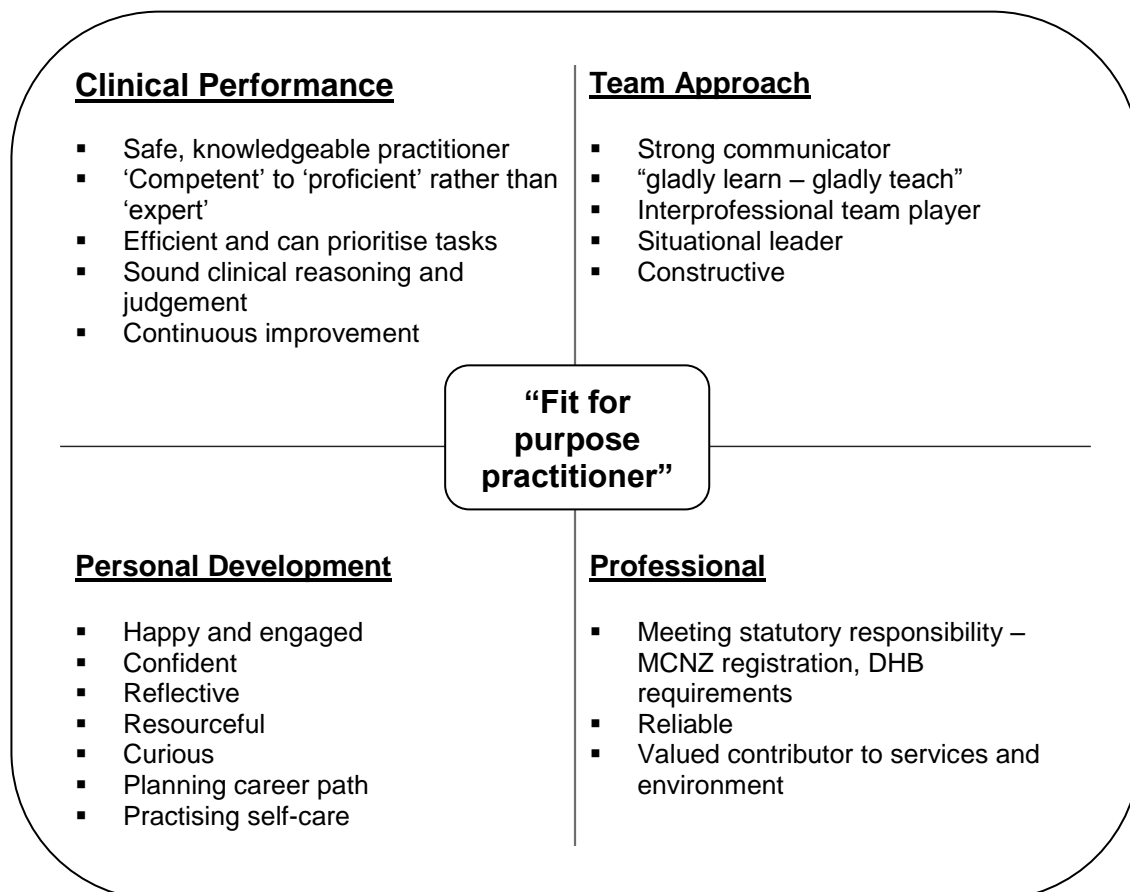 Clinical Performance
▪ Safe, knowledgeable practitioner
▪ ‘Competent’ to ‘proficient’ rather than
‘expert’
▪ Efficient and can prioritise tasks
▪ Sound clinical reasoning and
judgement
▪ Continuous improvement
Team Approach
▪ Strong communicator
▪ “gladly learn – gladly teach”
▪ Interprofessional team player
▪ Situational leader
▪ Constructive
“Fit for
purpose
practitioner”
Personal Development
▪ Happy and engaged
▪ Confident
▪ Reflective
▪ Resourceful
▪ Curious
▪ Planning career path
▪ Practising self-care
Professional
▪ Meeting statutory responsibility –
MCNZ registration, DHB
requirements
▪ Reliable
▪ Valued contributor to services and
environment